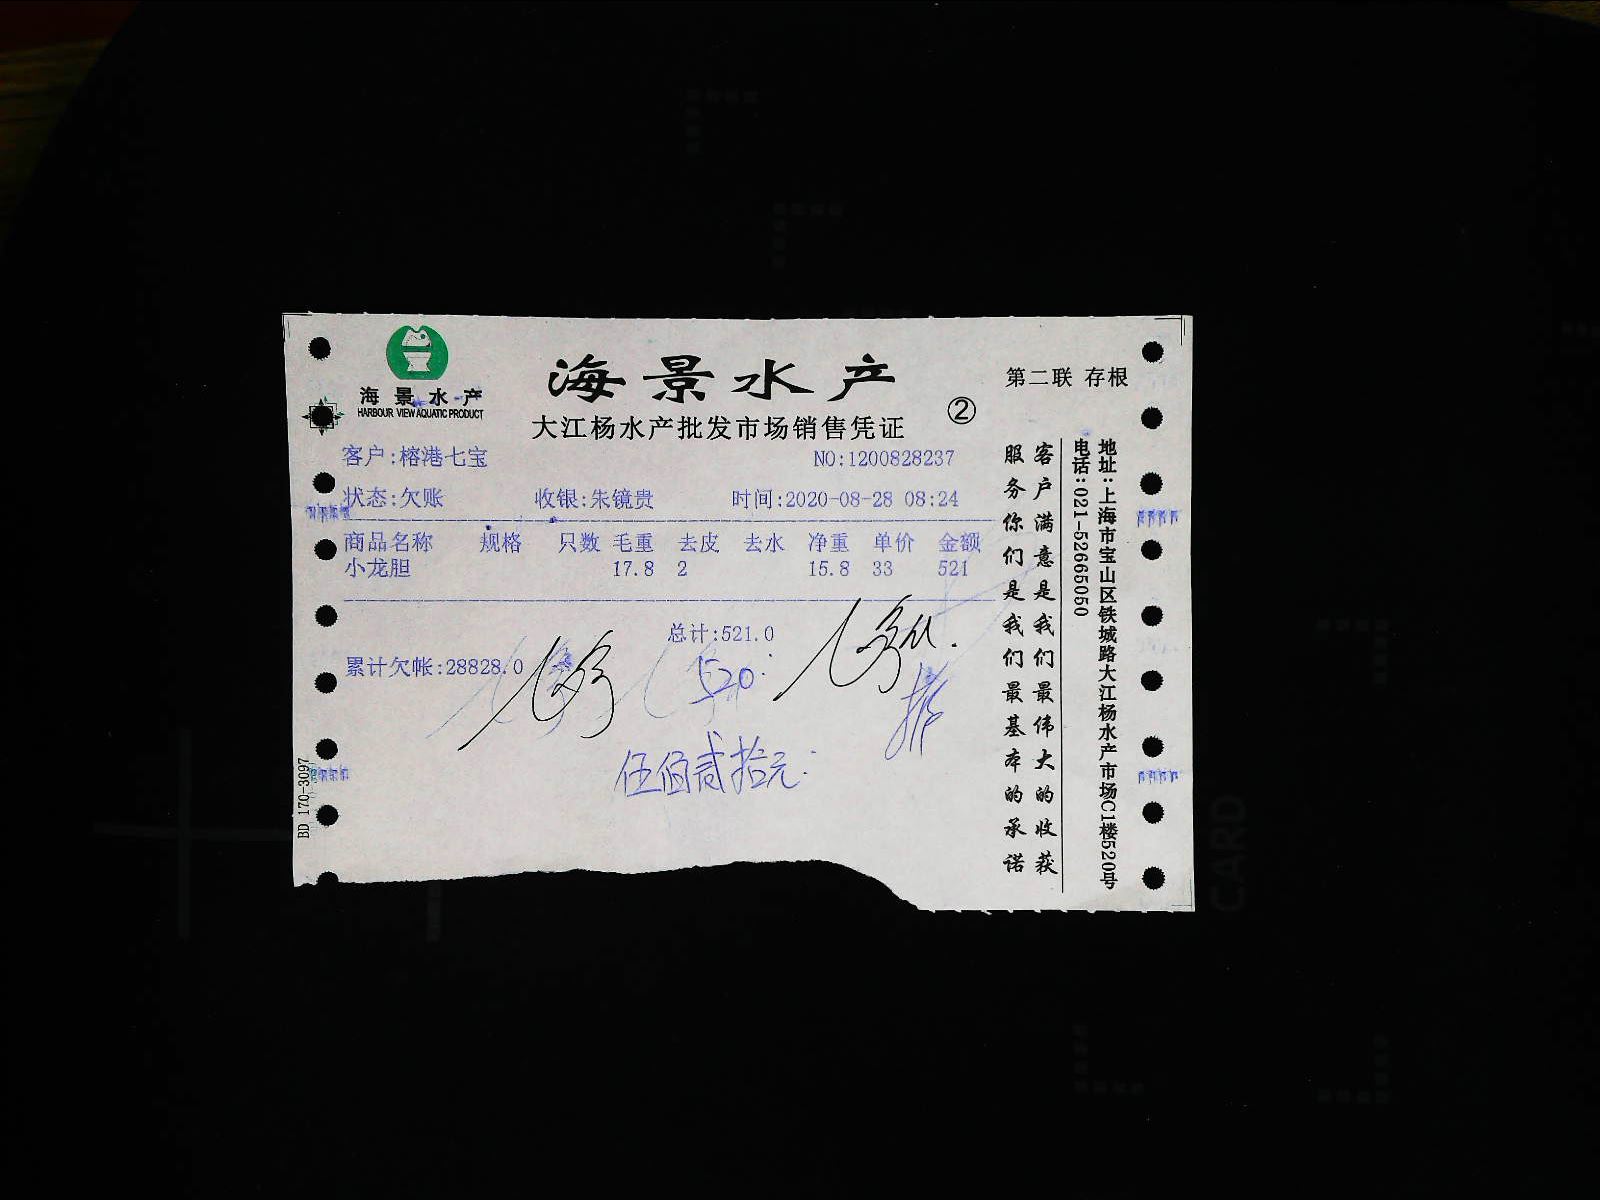 海景水产
HARBOUR VIEW AQUATIC PRODUCT
海景水产
大江杨水产批发市场销售凭证
②
第二联 存根
客户:榕港七宝
NO:1200828237
状态:欠账 收银:朱镜贵 时间:2020-08-28 08:24
商品名称 规格 只数 毛重 去皮 去水 净重 单价 金额
小龙胆 17.8 2 15.8 33 521
总计:521.0
累计欠帐:28828.0
520.
伍佰贰拾元.
客户满意是我们最伟大的收获
服务你们是我们最基本的承诺
地址:上海市宝山区铁城路大江杨水产市场C1楼520号
电话:021-52665050
BD 170-3097
CARD